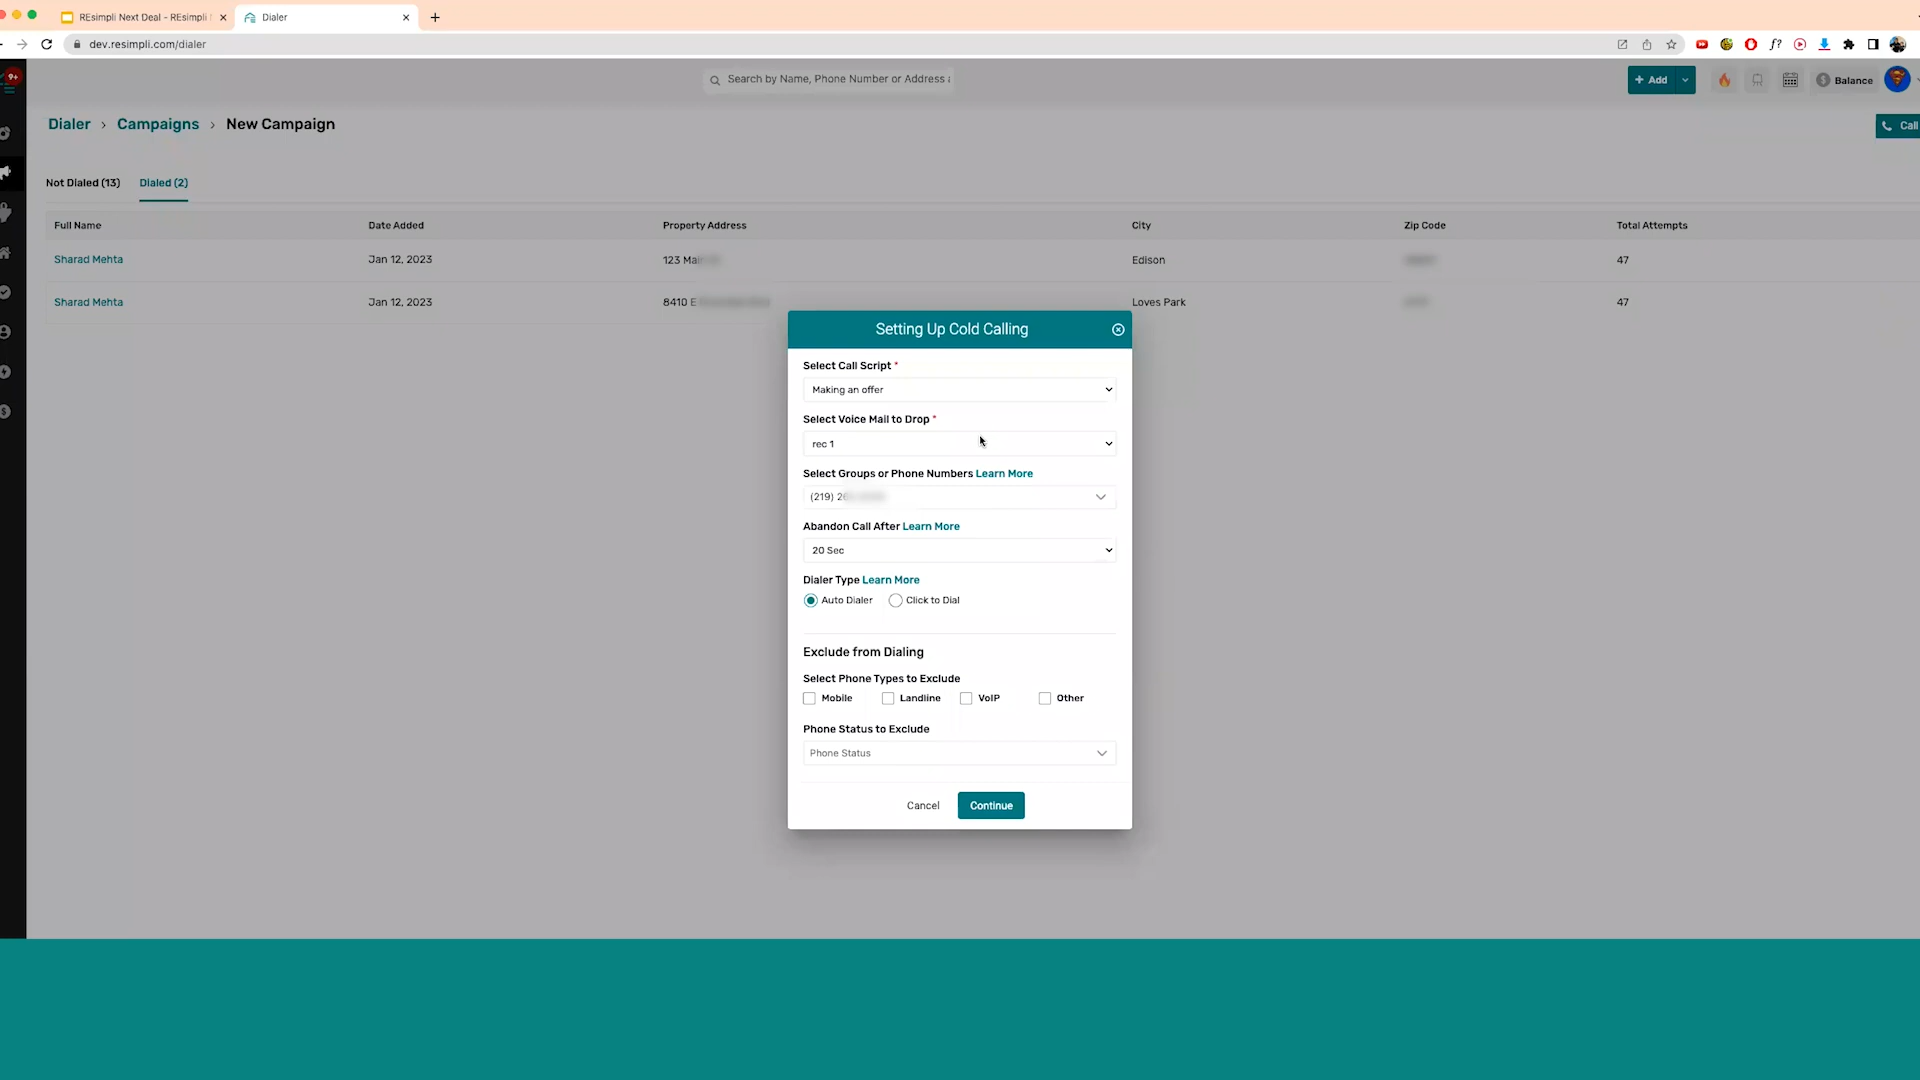 REsimpli Next Deal - REsimpli
Dialer
dev.resimpli.com/dialer
9+
Search by Name, Phone Number or Address
+ Add
Balance
Dialer > Campaigns > New Campaign
Call
Not Dialed (13)
Dialed (2)
Full Name Date Added Property Address City Zip Code Total Attempts
Sharad Mehta Jan 12, 2023 123 Edison 47
Sharad Mehta Jan 12, 2023 8410 E Loves Park 47
Setting Up Cold Calling
Select Call Script *
Making an offer
Select Voice Mail to Drop *
rec 1
Select Groups or Phone Numbers Learn More
(219)
Abandon Call After Learn More
20 Sec
Dialer Type Learn More
Auto Dialer Click to Dial
Exclude from Dialing
Select Phone Types to Exclude
Mobile Landline VoIP Other
Phone Status to Exclude
Phone Status
Cancel Continue